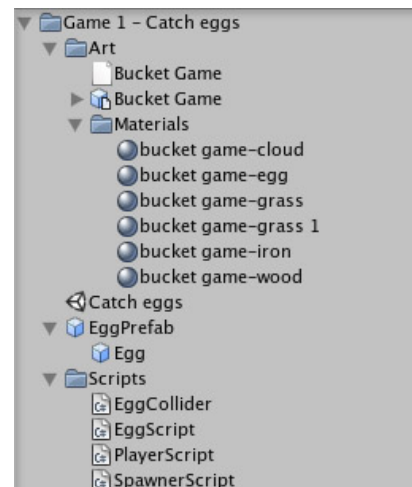 Game 1 – Catch eggs
Art
Bucket Game
Bucket Game
Materials
bucket game-cloud
bucket game-egg
bucket game-grass
bucket game-grass 1
bucket game-iron
bucket game-wood
Catch eggs
EggPrefab
Egg
Scripts
EggCollider
EggScript
PlayerScript
SpawnerScript